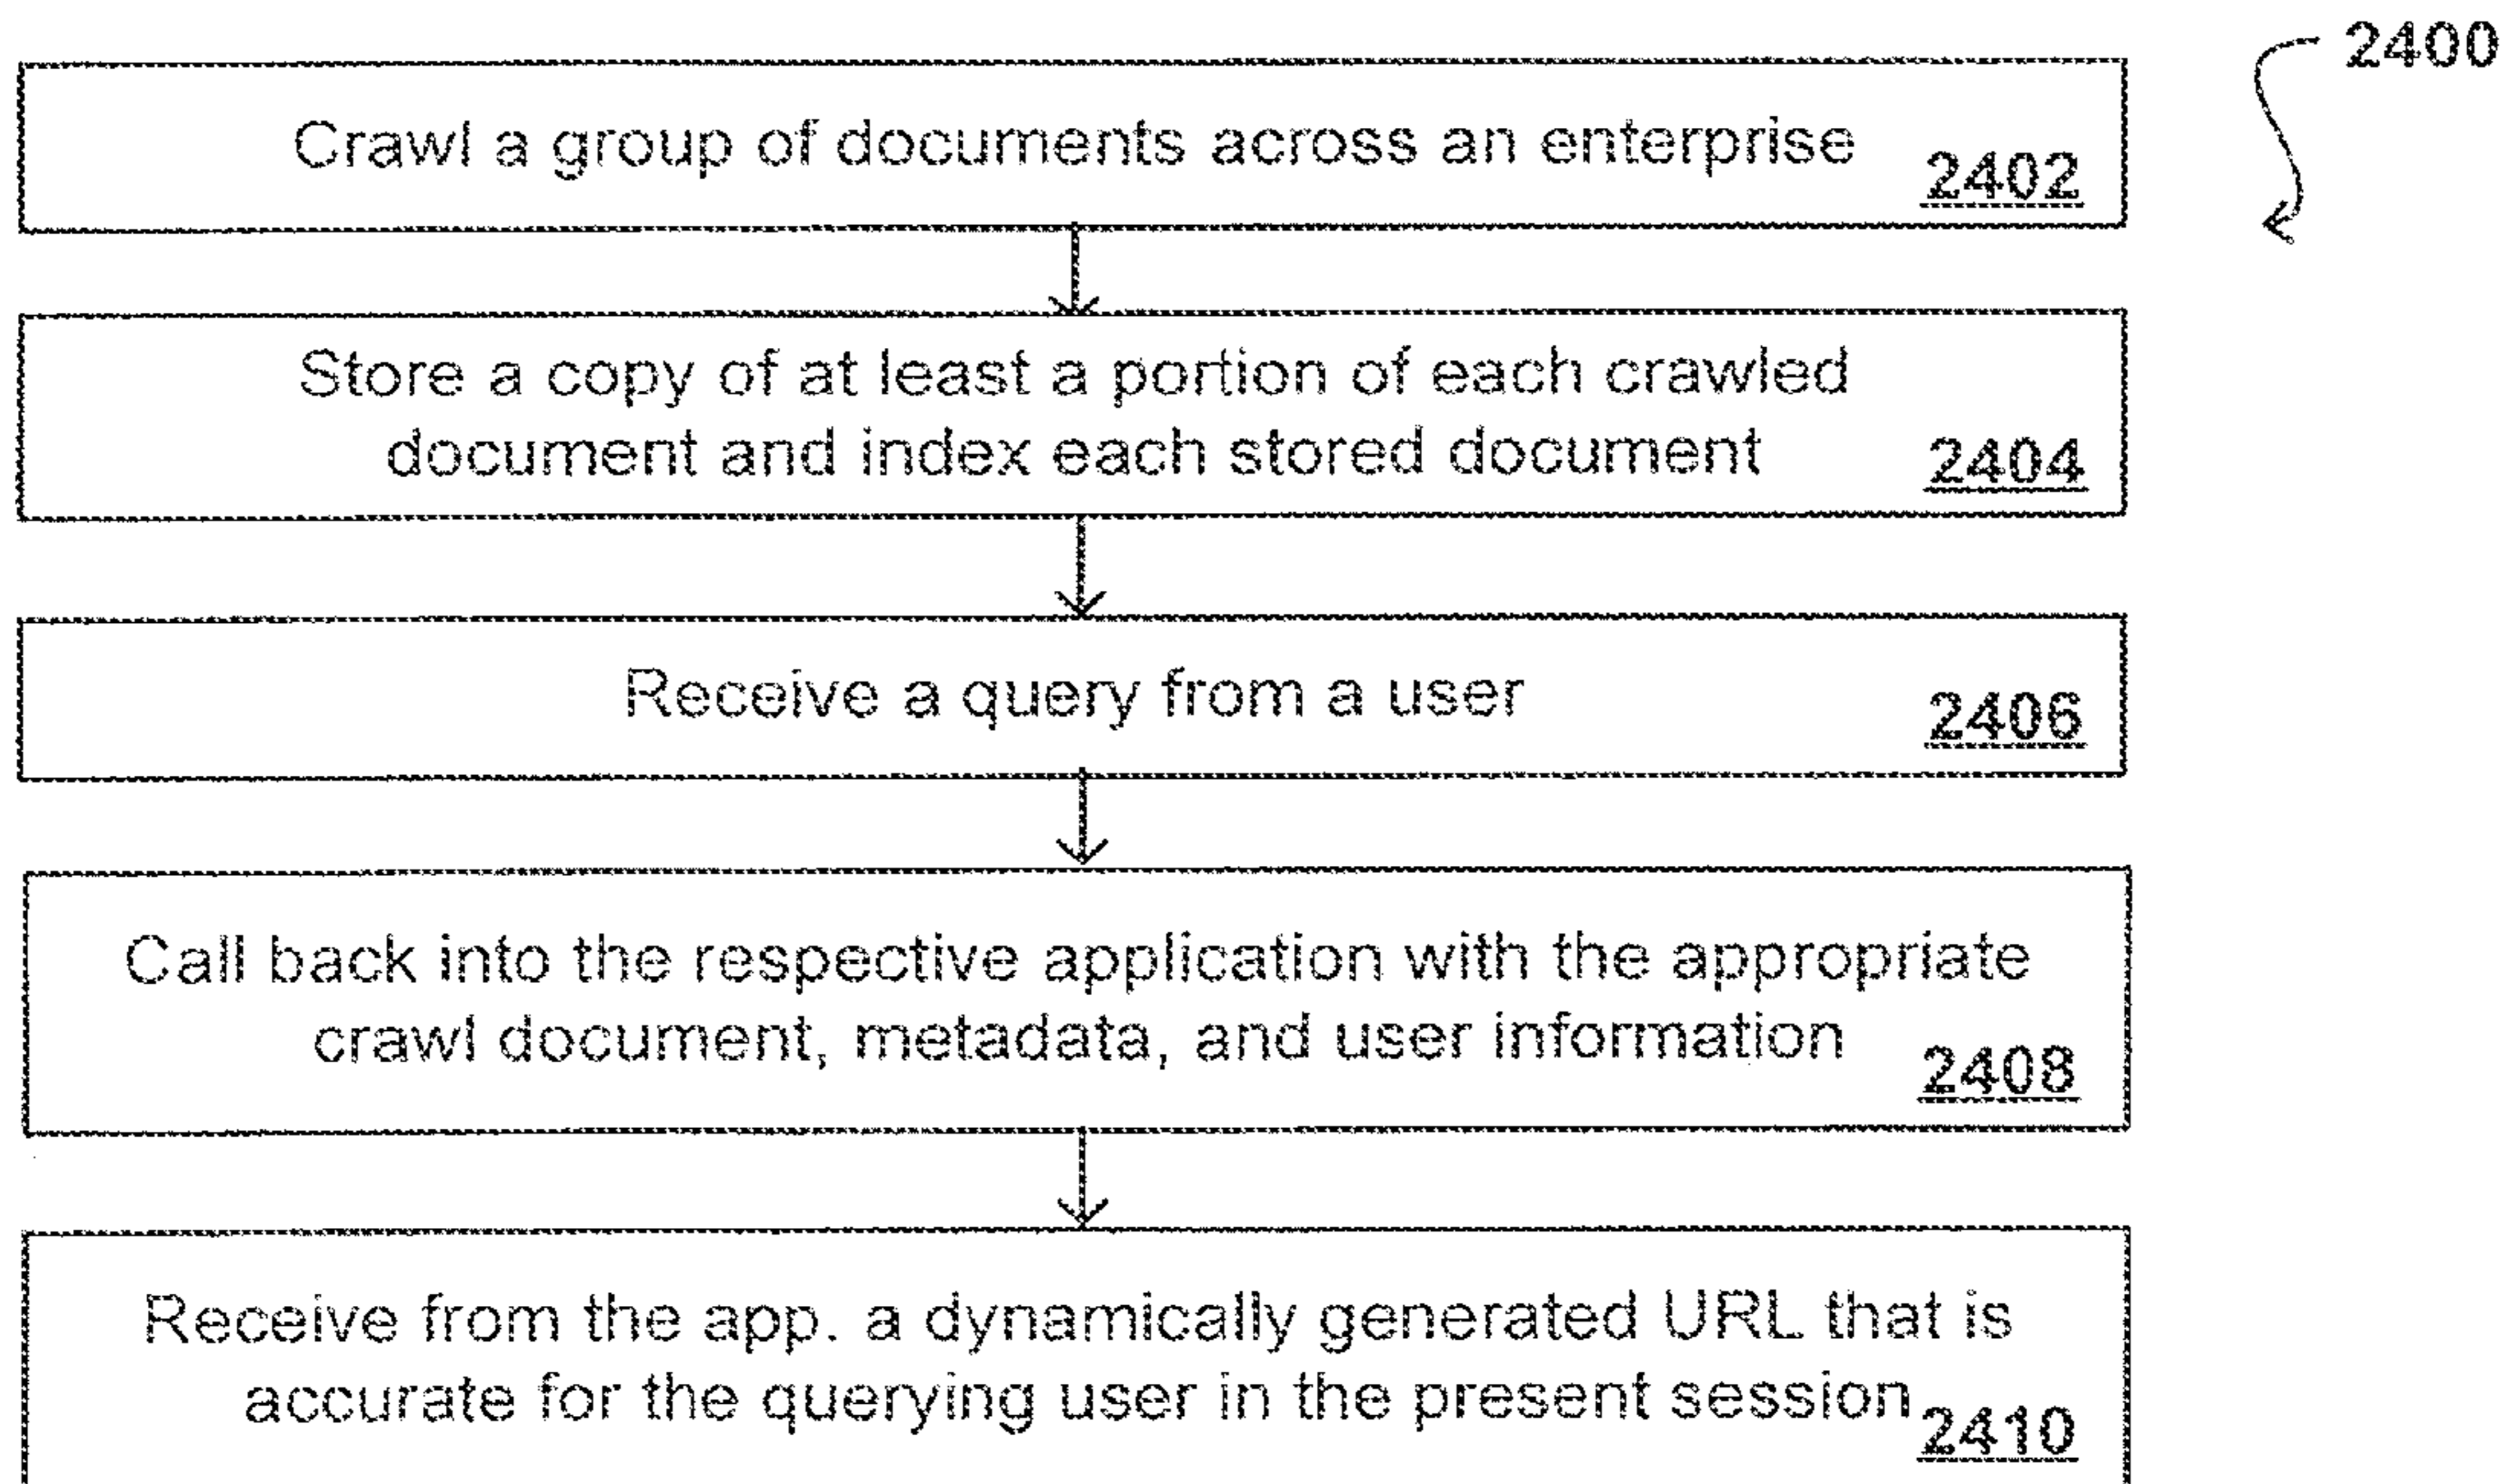 2400
Crawl a group of documents across an enterprise
2402
Store a copy of at least a portion of each crawled
document and index each stored document
2404
Receive a query from a user
2406
Call back into the respective application with the appropriate
crawl document, metadata, and user information
2408
Receive from the app. a dynamically generated URL that is
accurate for the querying user in the present session
2410